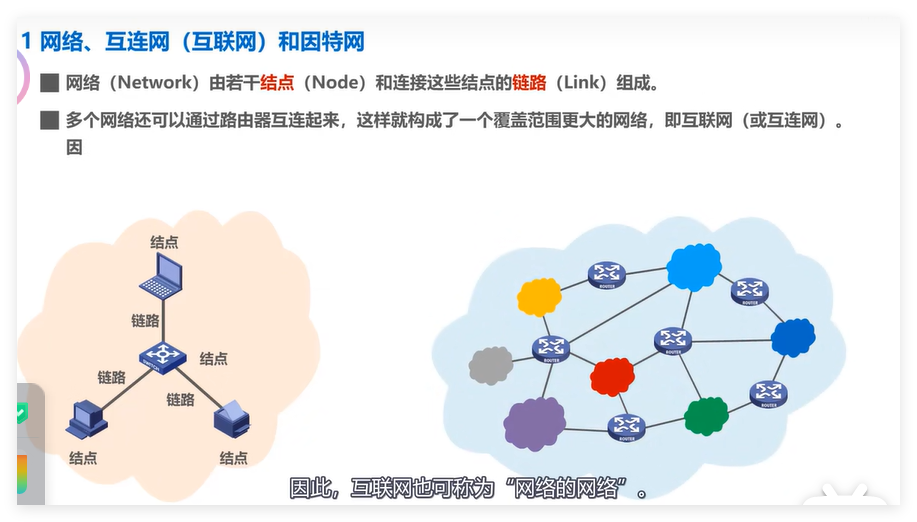 1 网络、互连网（互联网）和因特网
网络（Network）由若干结点（Node）和连接这些结点的链路（Link）组成。
多个网络还可以通过路由器互连起来，这样就构成了一个覆盖范围更大的网络，即互联网（或互连网）。
因
结点
链路
结点
链路
链路
结点
结点
ROUTER
ROUTER
ROUTER
ROUTER
ROUTER
ROUTER
因此，互联网也可称为“网络的网络”。